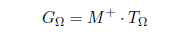 G_Ω = M⁺ · T_Ω